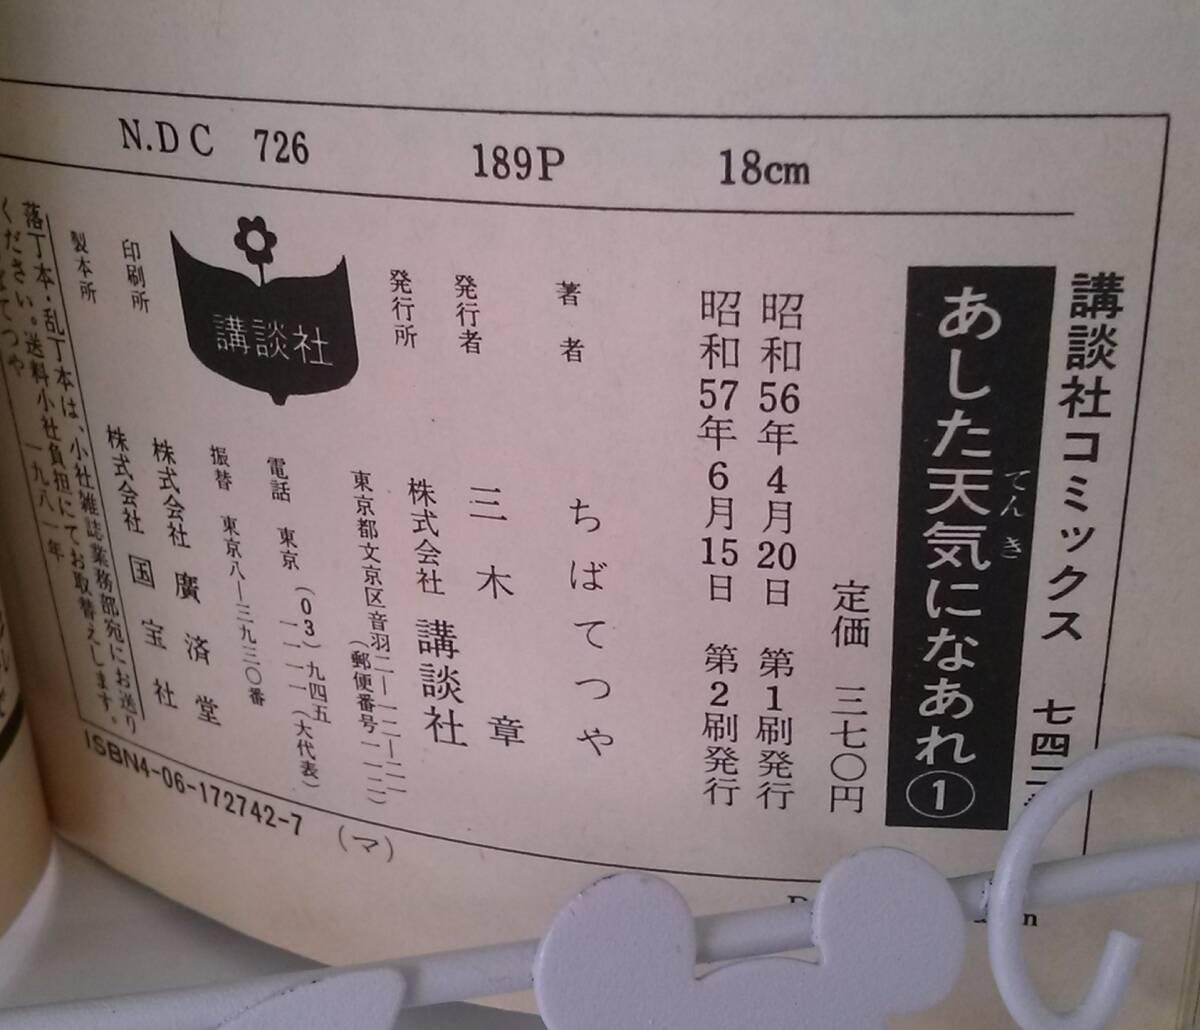 N.DC 726 189P 18cm
講談社コミックス 七四二
あした天気になあれ①
てんき
定価 三七〇円
昭和56年4月20日 第1刷発行
昭和57年6月15日 第2刷発行
著者 ちばてつや
発行者 三木 章
発行所 株式会社 講談社
東京都文京区音羽二―一二―二一
(郵便番号一一二)
電話 東京(03)九四五
一一一一(大代表)
振替 東京八―三九三〇番
講談社
印刷所 株式会社 廣済堂
製本所 株式会社 国宝社
落丁本・乱丁本は、小社雑誌業務部宛にお送り
ください。送料小社負担にてお取替えします。
てつや 一九八一年
ISBN4-06-172742-7 (マ)